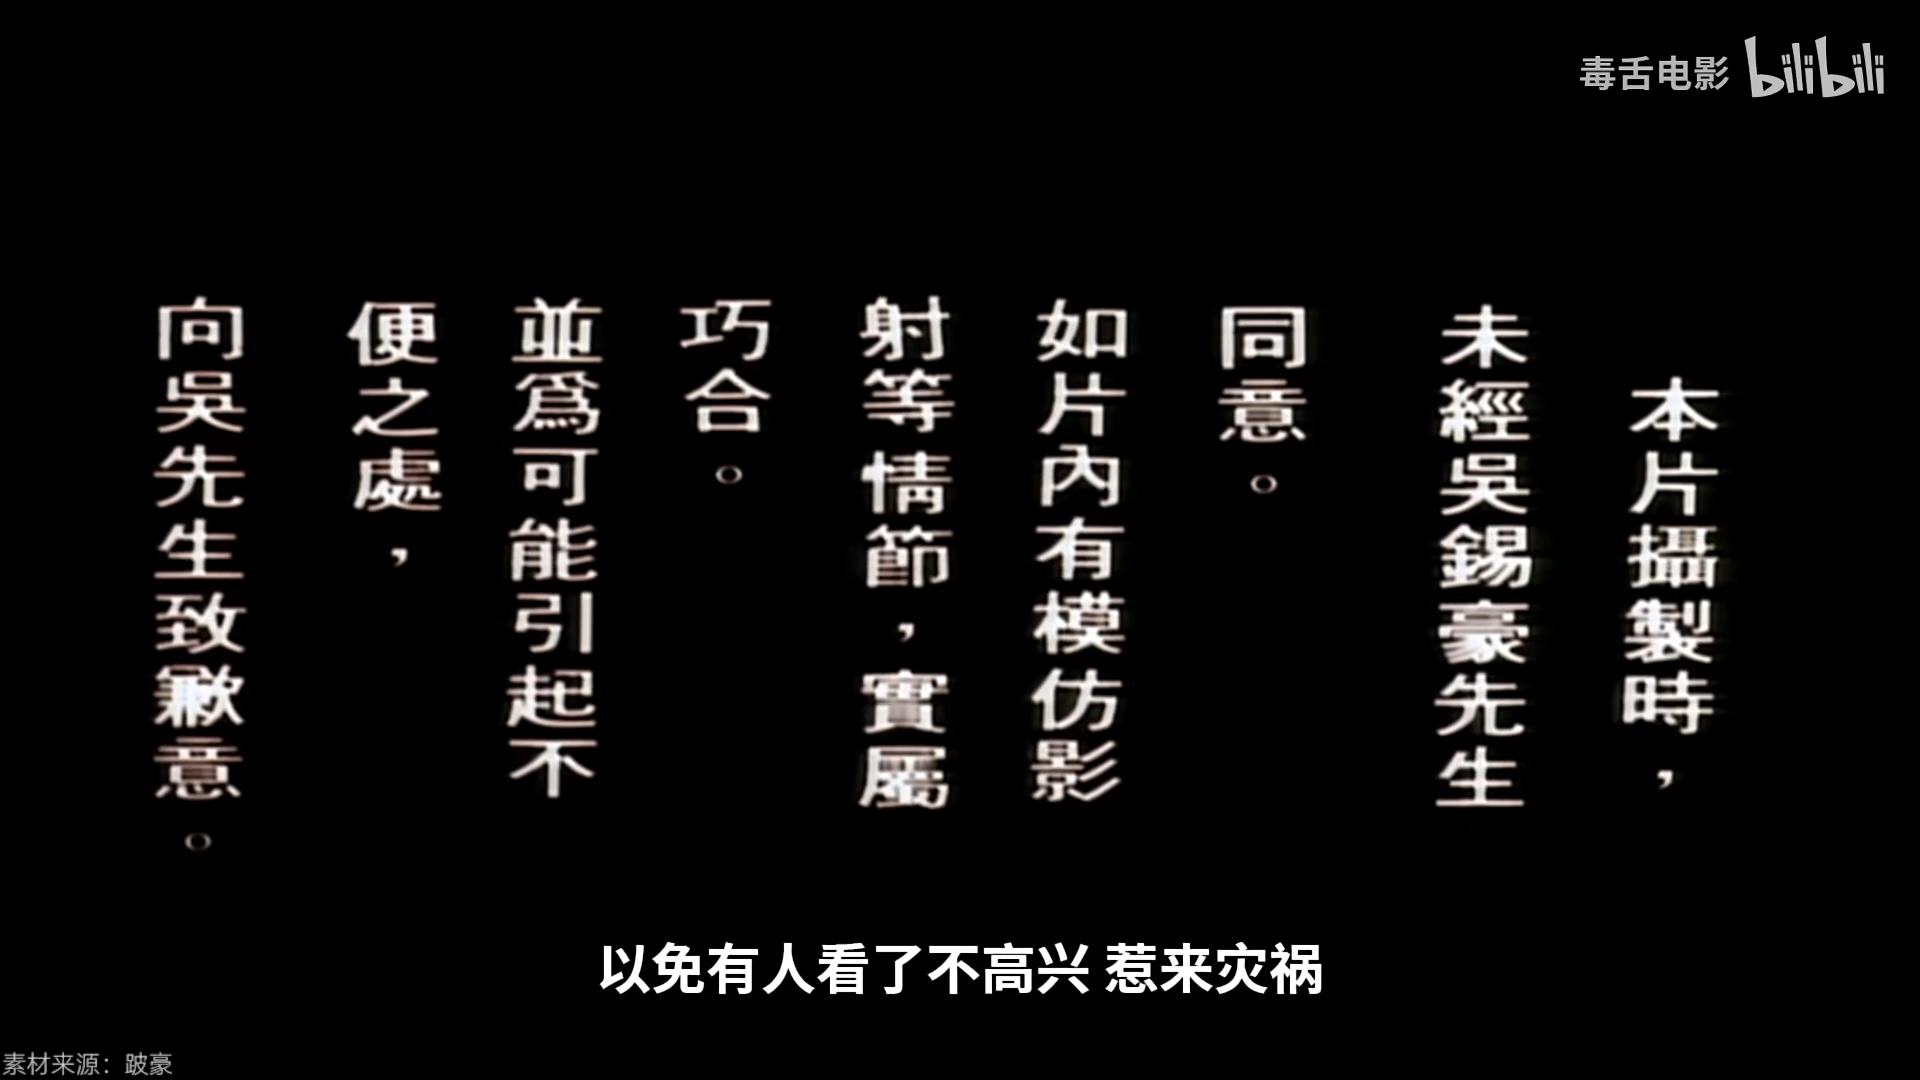 毒舌电影 bilibili
本片攝製時，
未經吳錫豪先生
同意。
如片內有模仿影
射等情節，實屬
巧合。
並爲可能引起不
便之處，
向吳先生致歉意。
以免有人看了不高兴 惹来灾祸
素材来源：跛豪